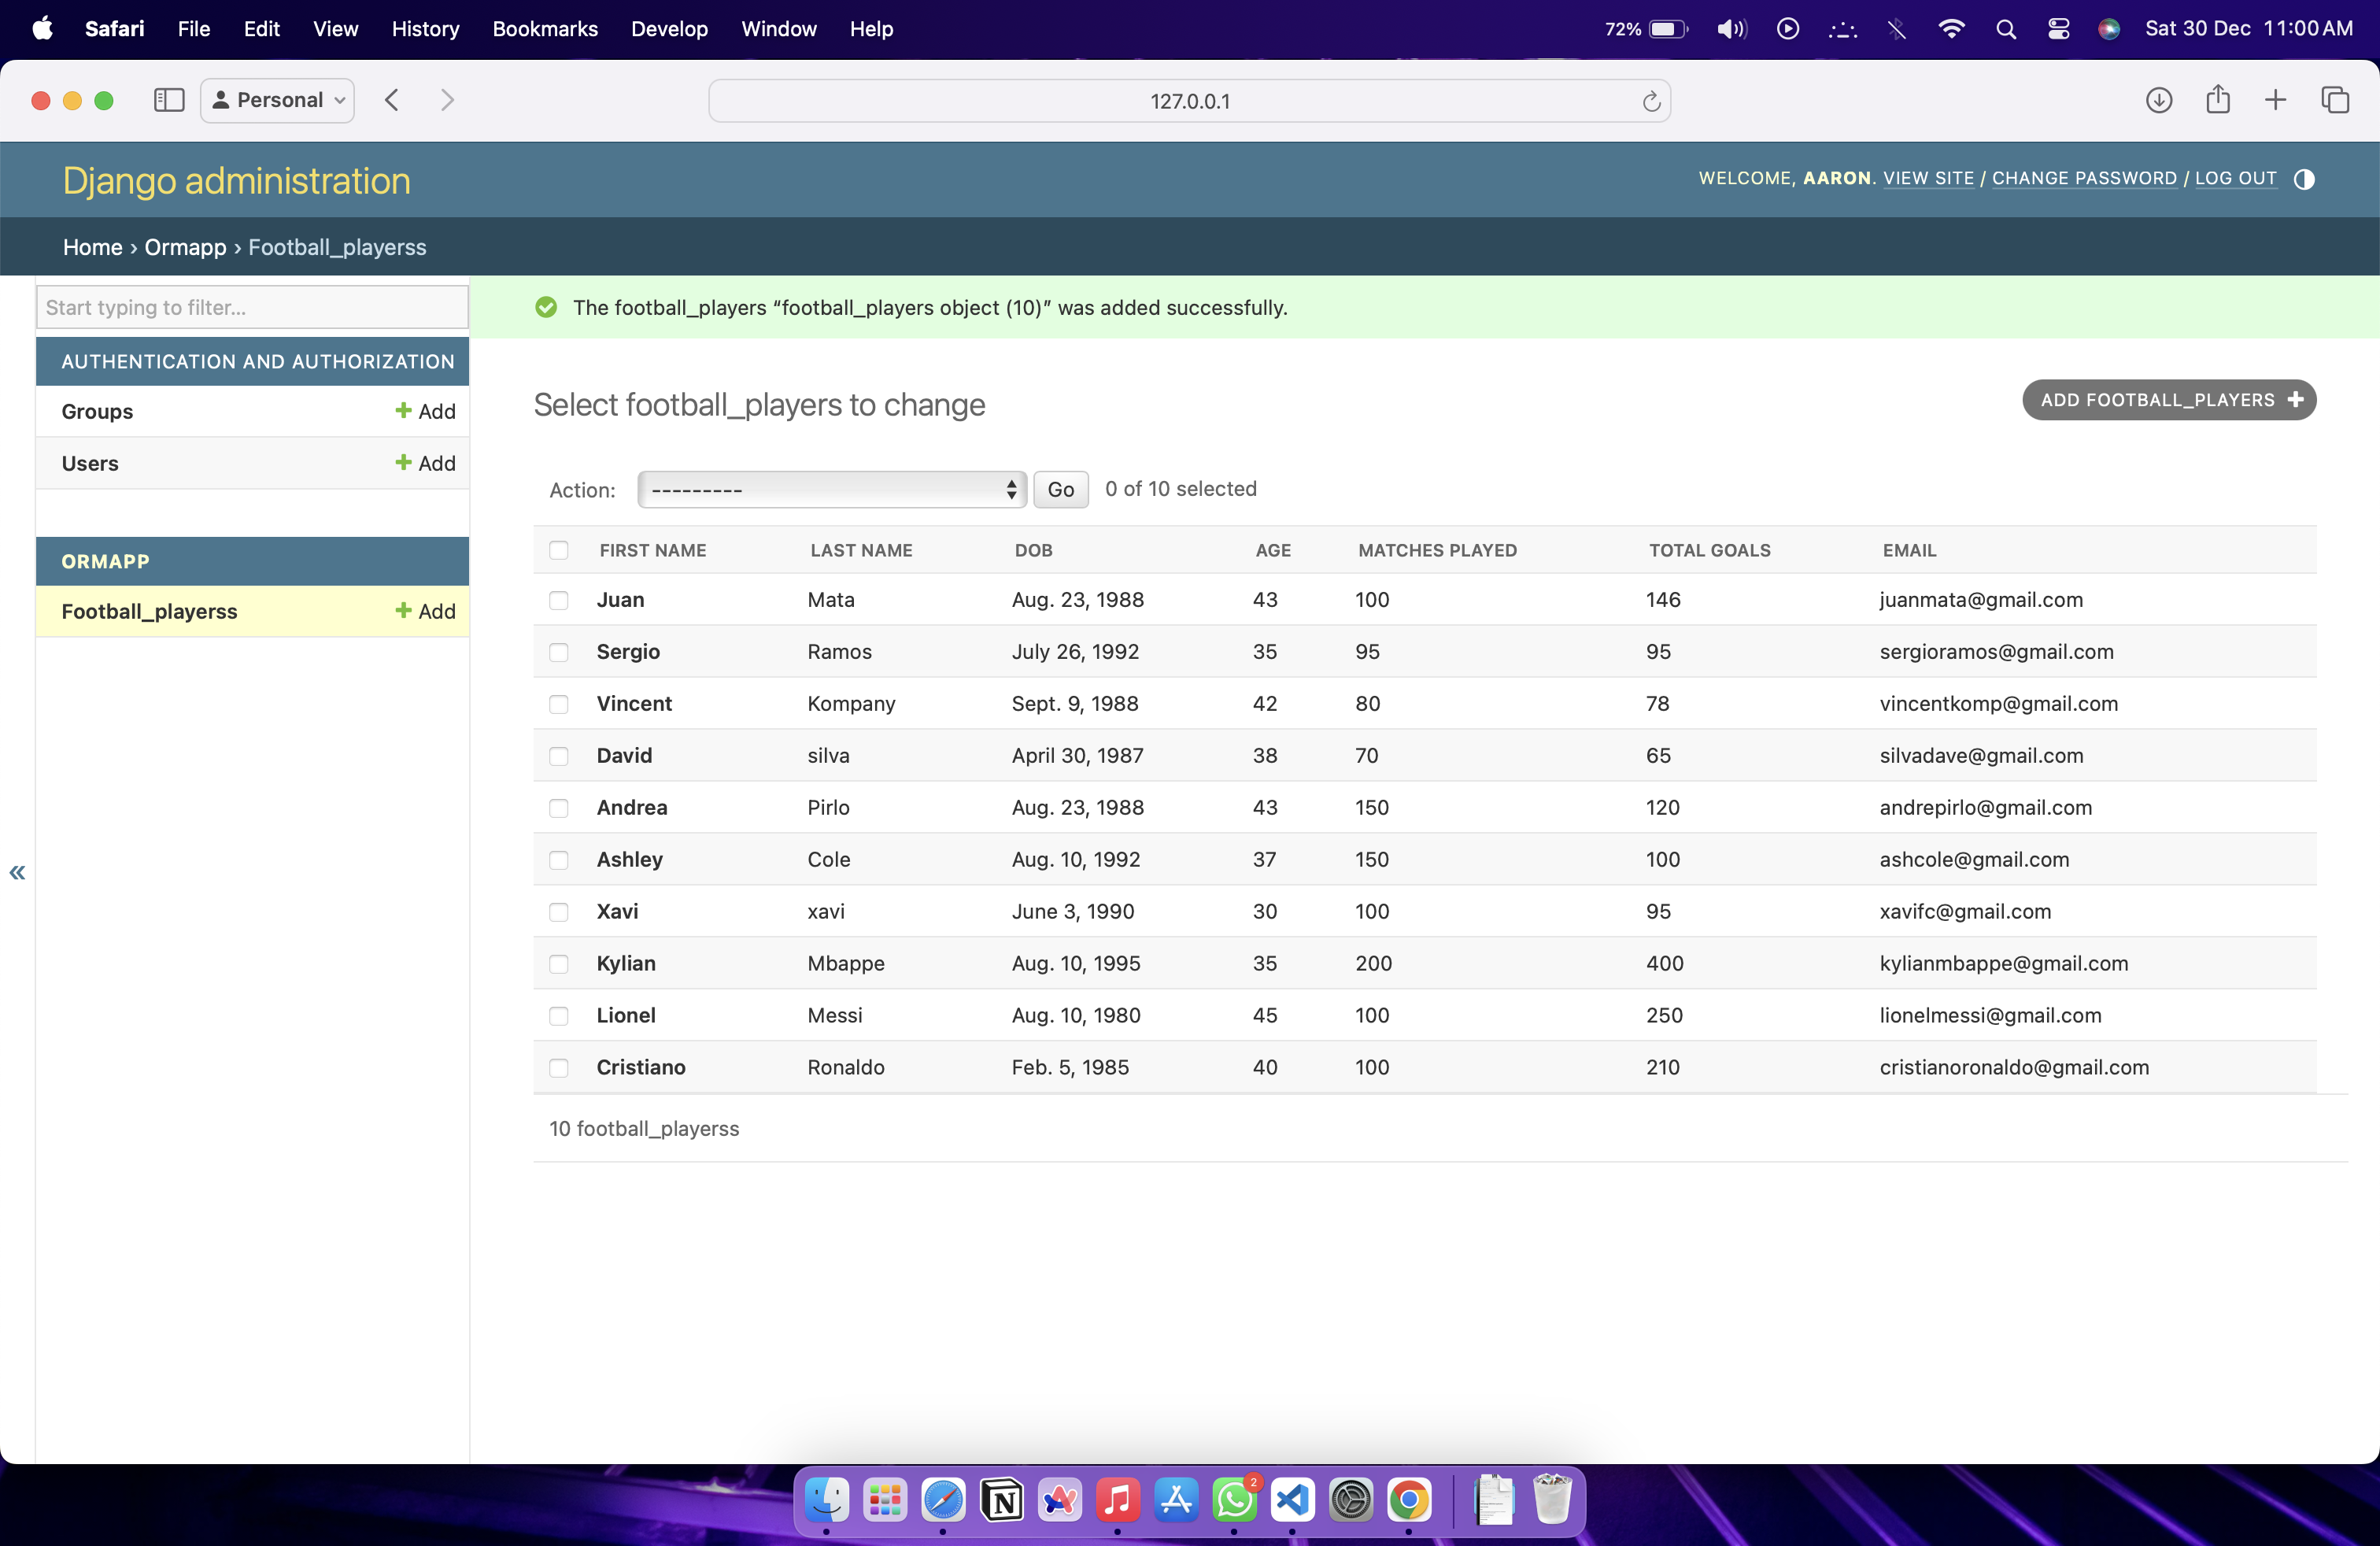 Safari File Edit View History Bookmarks Develop Window Help 72% Sat 30 Dec 11:00 AM
Personal 127.0.0.1
Django administration WELCOME, AARON. VIEW SITE / CHANGE PASSWORD / LOG OUT
Home › Ormapp › Football_playerss
Start typing to filter...
AUTHENTICATION AND AUTHORIZATION
Groups + Add
Users + Add
ORMAPP
Football_playerss + Add
«
The football_players “football_players object (10)” was added successfully.
Select football_players to change
ADD FOOTBALL_PLAYERS +
Action: --------- Go 0 of 10 selected
FIRST NAME LAST NAME DOB AGE MATCHES PLAYED TOTAL GOALS EMAIL
Juan Mata Aug. 23, 1988 43 100 146 juanmata@gmail.com
Sergio Ramos July 26, 1992 35 95 95 sergioramos@gmail.com
Vincent Kompany Sept. 9, 1988 42 80 78 vincentkomp@gmail.com
David silva April 30, 1987 38 70 65 silvadave@gmail.com
Andrea Pirlo Aug. 23, 1988 43 150 120 andrepirlo@gmail.com
Ashley Cole Aug. 10, 1992 37 150 100 ashcole@gmail.com
Xavi xavi June 3, 1990 30 100 95 xavifc@gmail.com
Kylian Mbappe Aug. 10, 1995 35 200 400 kylianmbappe@gmail.com
Lionel Messi Aug. 10, 1980 45 100 250 lionelmessi@gmail.com
Cristiano Ronaldo Feb. 5, 1985 40 100 210 cristianoronaldo@gmail.com
10 football_playerss
2